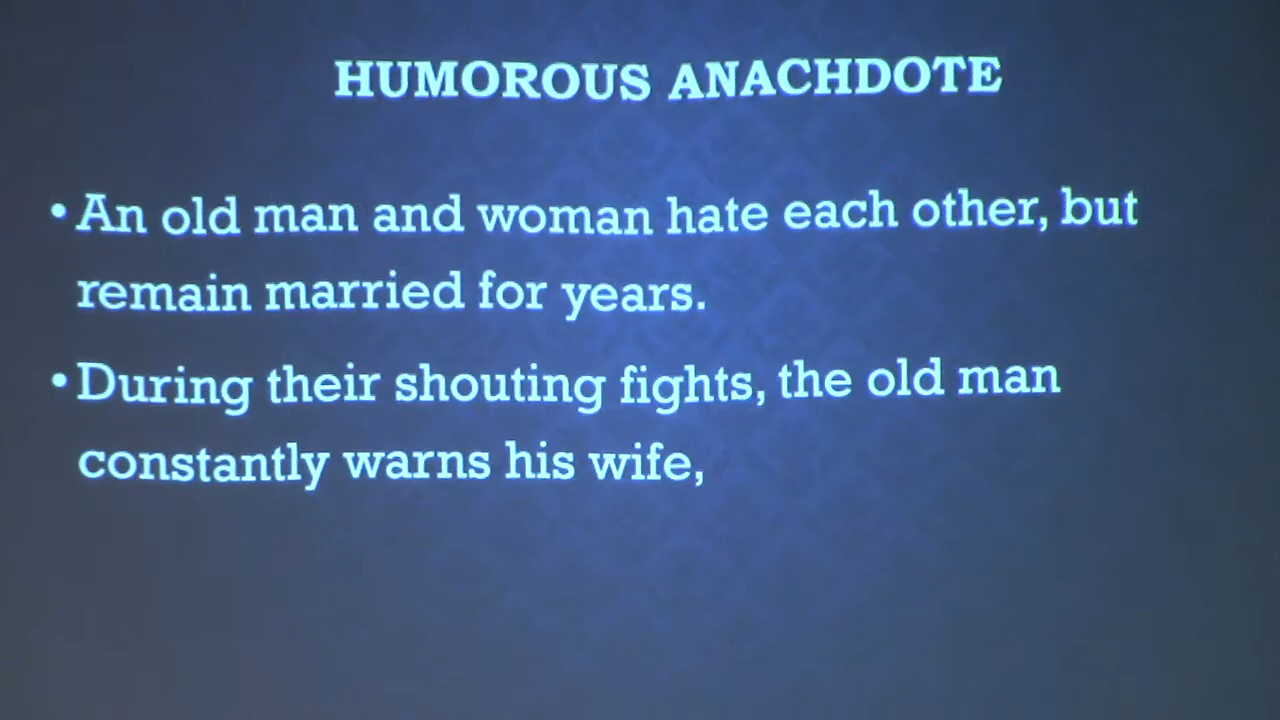 HUMOROUS ANACHDOTE
• An old man and woman hate each other, but
remain married for years.
• During their shouting fights, the old man
constantly warns his wife,